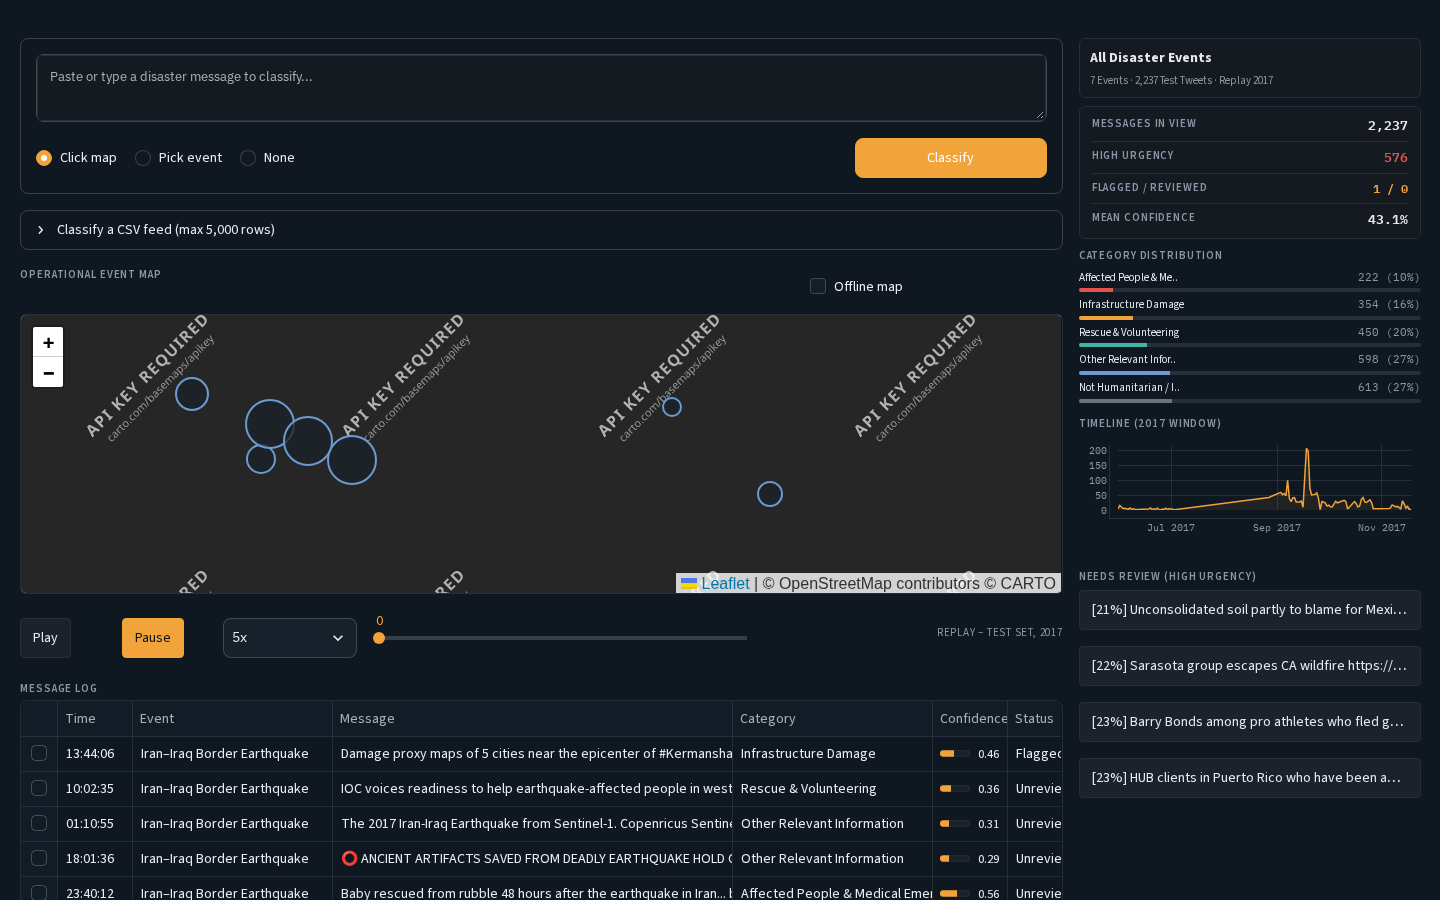 Paste or type a disaster message to classify...
Click map
Pick event
None
Classify
Classify a CSV feed (max 5,000 rows)
OPERATIONAL EVENT MAP
Offline map
+
−
API KEY REQUIRED
carto.com/basemaps/apikey
API KEY REQUIRED
carto.com/basemaps/apikey
API KEY REQUIRED
carto.com/basemaps/apikey
API KEY REQUIRED
carto.com/basemaps/apikey
Leaflet | © OpenStreetMap contributors © CARTO
Play
Pause
5x
0
REPLAY – TEST SET, 2017
MESSAGE LOG
Time Event Message Category Confidence Status
13:44:06 Iran–Iraq Border Earthquake Damage proxy maps of 5 cities near the epicenter of #Kermansha Infrastructure Damage 0.46 Flagged
10:02:35 Iran–Iraq Border Earthquake IOC voices readiness to help earthquake-affected people in west Rescue & Volunteering 0.36 Unrevie
01:10:55 Iran–Iraq Border Earthquake The 2017 Iran-Iraq Earthquake from Sentinel-1. Copenricus Sentine Other Relevant Information 0.31 Unrevie
18:01:36 Iran–Iraq Border Earthquake ⭕ ANCIENT ARTIFACTS SAVED FROM DEADLY EARTHQUAKE HOLD Other Relevant Information 0.29 Unrevie
23:40:12 Iran–Iraq Border Earthquake Baby rescued from rubble 48 hours after the earthquake in Iran... Affected People & Medical Emer 0.56 Unrevie
All Disaster Events
7 Events · 2,237 Test Tweets · Replay 2017
MESSAGES IN VIEW 2,237
HIGH URGENCY 576
FLAGGED / REVIEWED 1 / 0
MEAN CONFIDENCE 43.1%
CATEGORY DISTRIBUTION
Affected People & Me.. 222 (10%)
Infrastructure Damage 354 (16%)
Rescue & Volunteering 450 (20%)
Other Relevant Infor.. 598 (27%)
Not Humanitarian / I.. 613 (27%)
TIMELINE (2017 WINDOW)
200
150
100
50
0
Jul 2017 Sep 2017 Nov 2017
NEEDS REVIEW (HIGH URGENCY)
[21%] Unconsolidated soil partly to blame for Mexi...
[22%] Sarasota group escapes CA wildfire https://...
[23%] Barry Bonds among pro athletes who fled g...
[23%] HUB clients in Puerto Rico who have been a...